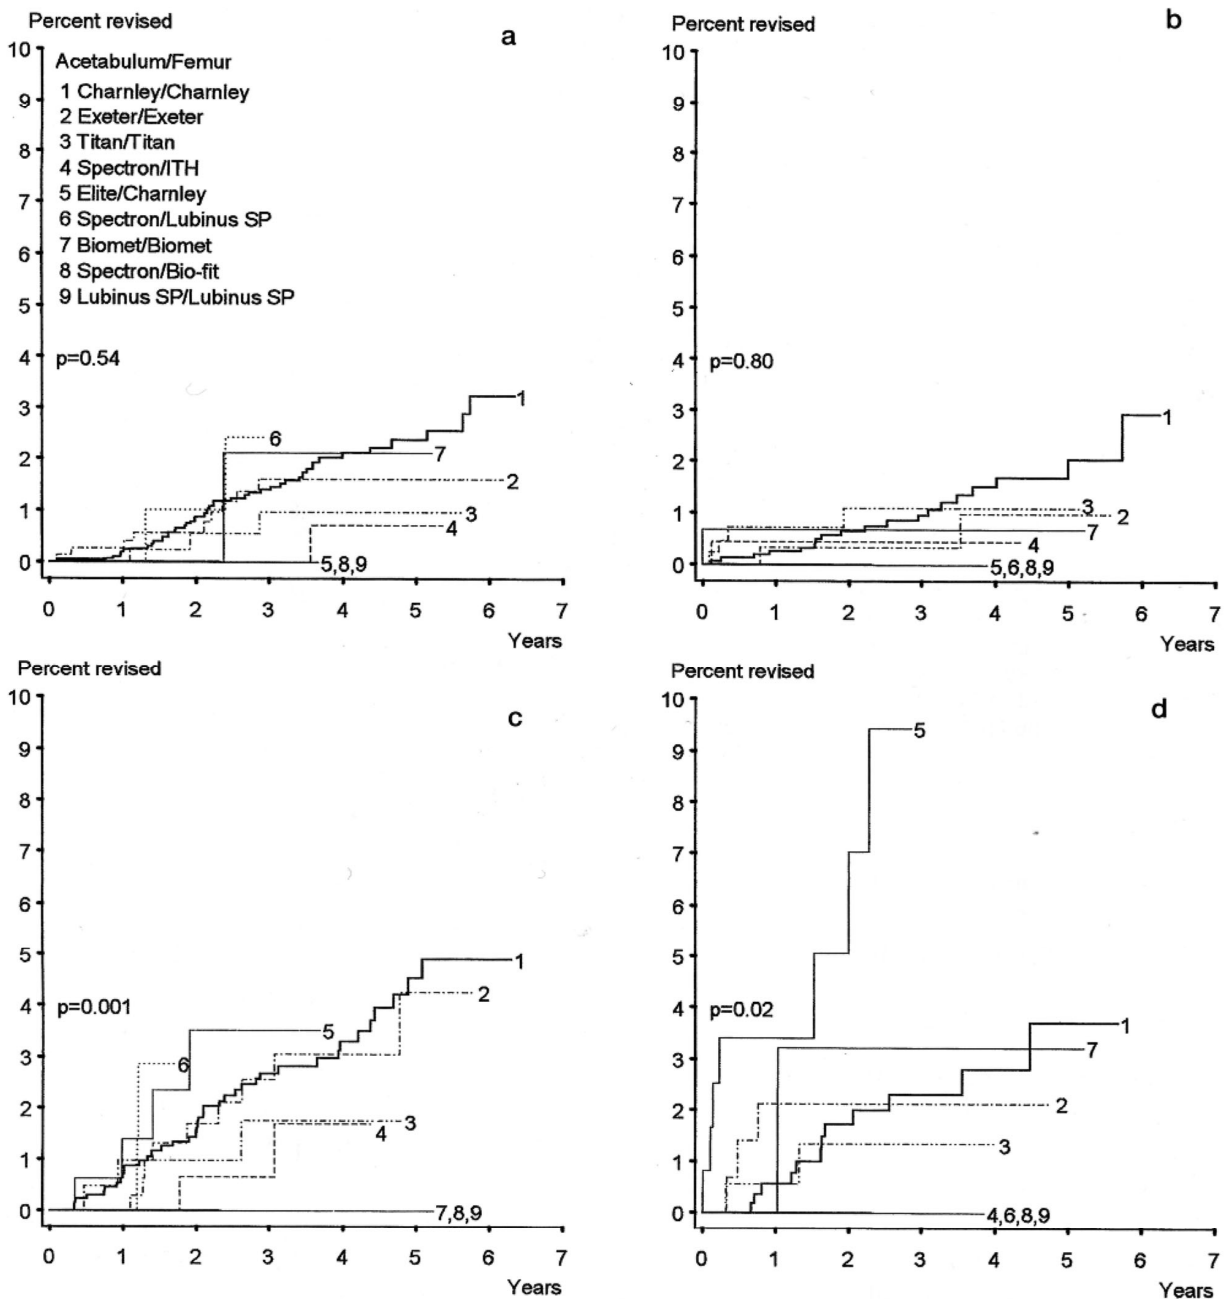 Percent revised
a
10
Acetabulum/Femur
1 Charnley/Charnley
9
2 Exeter/Exeter
3 Titan/Titan
8
4 Spectron/ITH
5 Elite/Charnley
7
6 Spectron/Lubinus SP
7 Biomet/Biomet
6
8 Spectron/Bio-fit
9 Lubinus SP/Lubinus SP
5
4
p=0.54
3
1
6
7
2
2
3
1
4
0
5,8,9
0 1 2 3 4 5 6 7
Years
Percent revised
b
10
9
8
7
6
5
4
p=0.80
3
1
2
3
2
1
7
4
0
5,6,8,9
0 1 2 3 4 5 6 7
Years
Percent revised
c
10
9
8
7
6
5
1
2
4
p=0.001
5
3
6
2
3
4
1
0
7,8,9
0 1 2 3 4 5 6 7
Years
Percent revised
d
10
5
9
8
7
6
5
4
p=0.02
1
7
3
2
2
3
1
0
4,6,8,9
0 1 2 3 4 5 6 7
Years